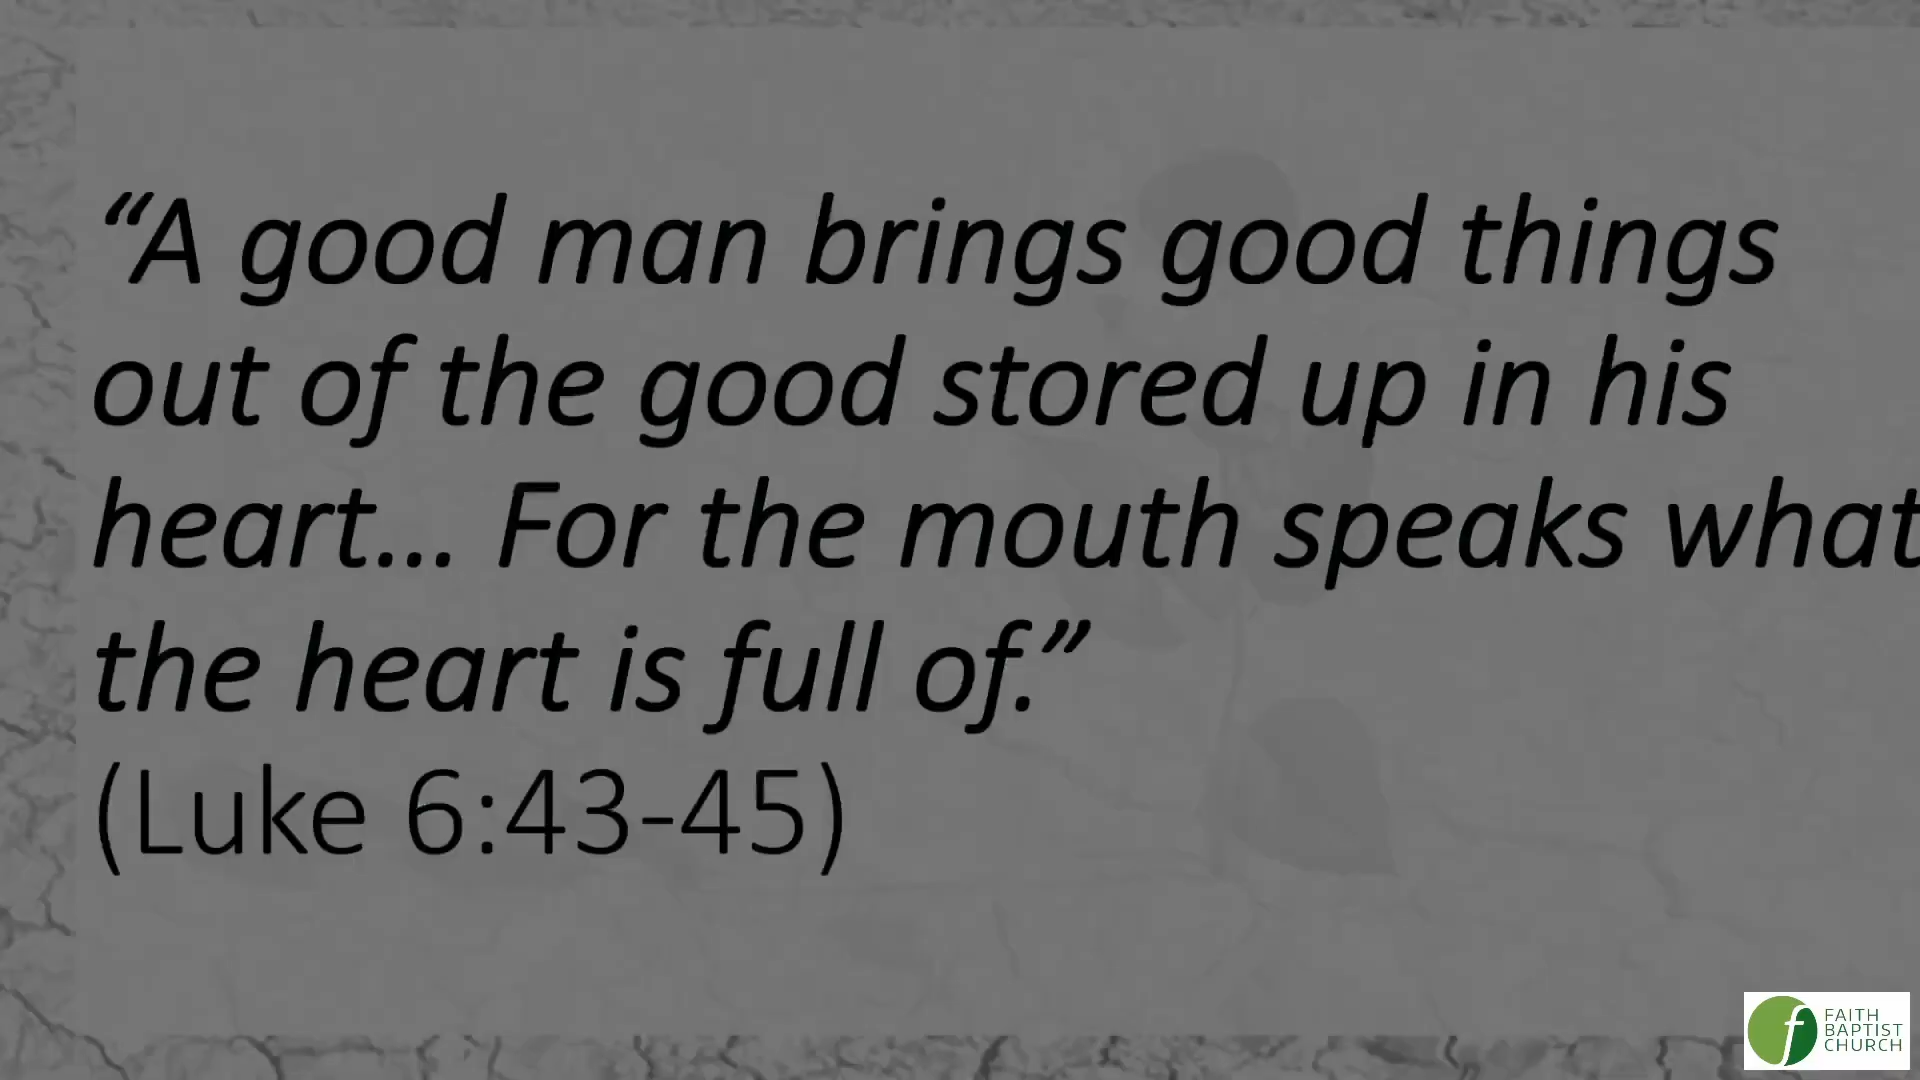 “A good man brings good things
out of the good stored up in his
heart... For the mouth speaks what
the heart is full of.”
(Luke 6:43-45)
f
FAITH
BAPTIST
CHURCH